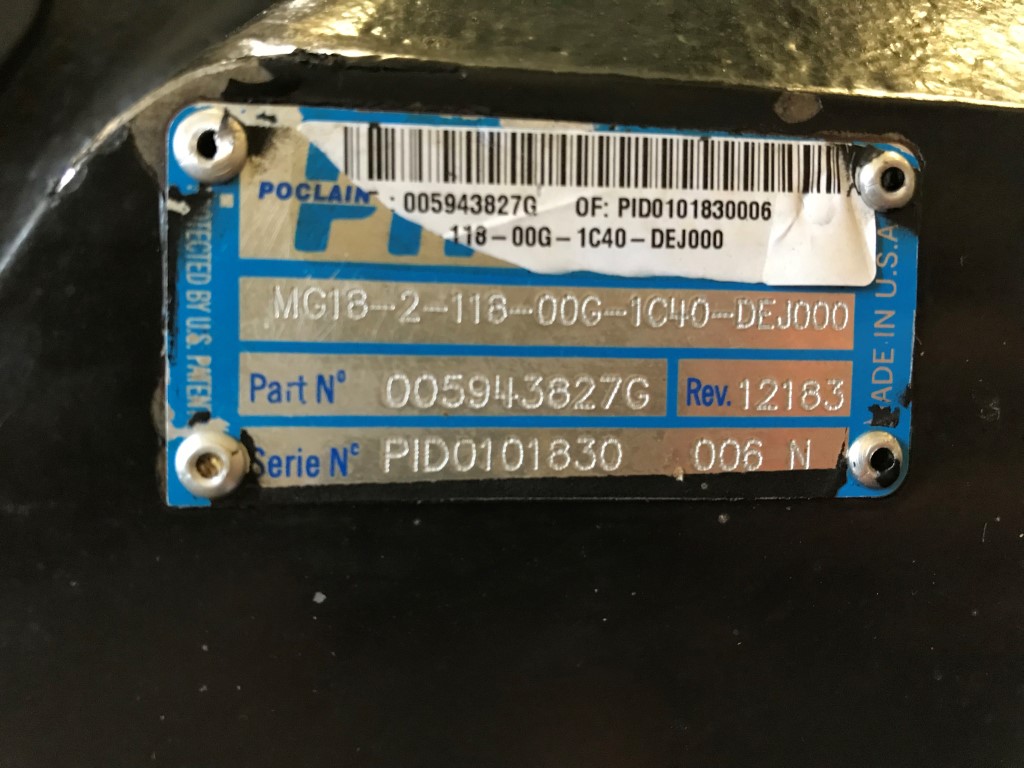 POCLAIN : 005943827G OF: PID0101830006
118-00G-1C40-DEJ000
MG18-2-118-00G-1C40-DEJ000
Part N° 005943827G Rev. 12183
Serie N° PID0101830 006 N
BY U.S.
MADE IN U.S.A